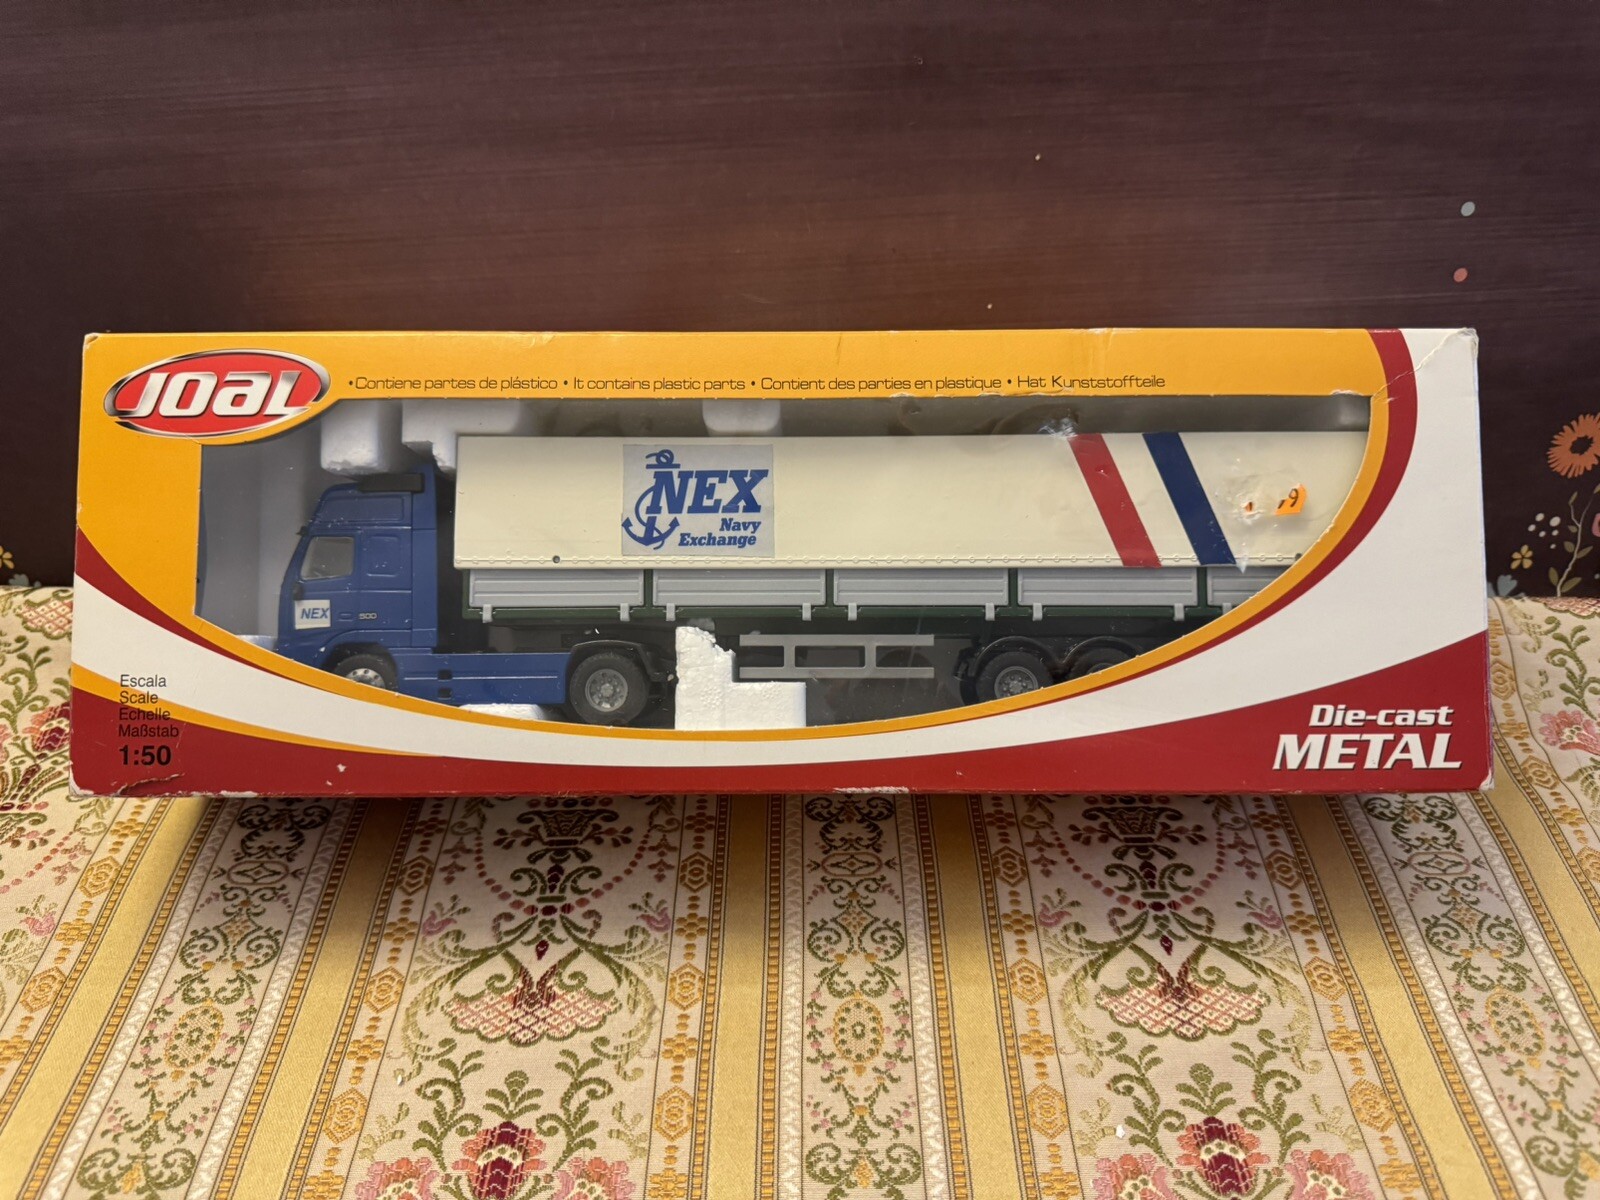 JOAL
•Contiene partes de plástico • It contains plastic parts • Contient des parties en plastique • Hat Kunststoffteile
NEX
Navy
Exchange
NEX
500
Escala
Scale
Echelle
Maßstab
1:50
Die-cast
METAL